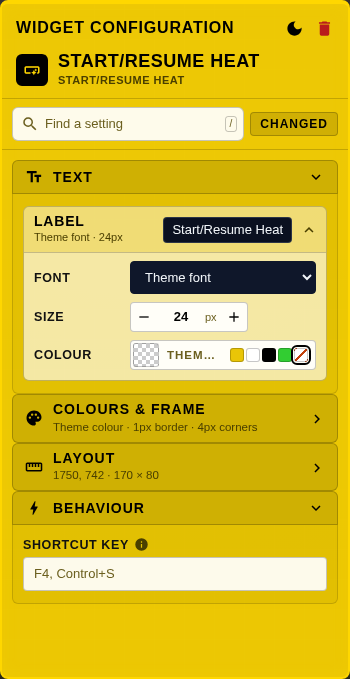 WIDGET CONFIGURATION
START/RESUME HEAT
START/RESUME HEAT
Find a setting
/
CHANGED
TEXT
LABEL
Theme font · 24px
Start/Resume Heat
FONT
Theme font
SIZE
− 24 px +
COLOUR
THEM...
COLOURS & FRAME
Theme colour · 1px border · 4px corners
LAYOUT
1750, 742 · 170 × 80
BEHAVIOUR
SHORTCUT KEY
F4, Control+S